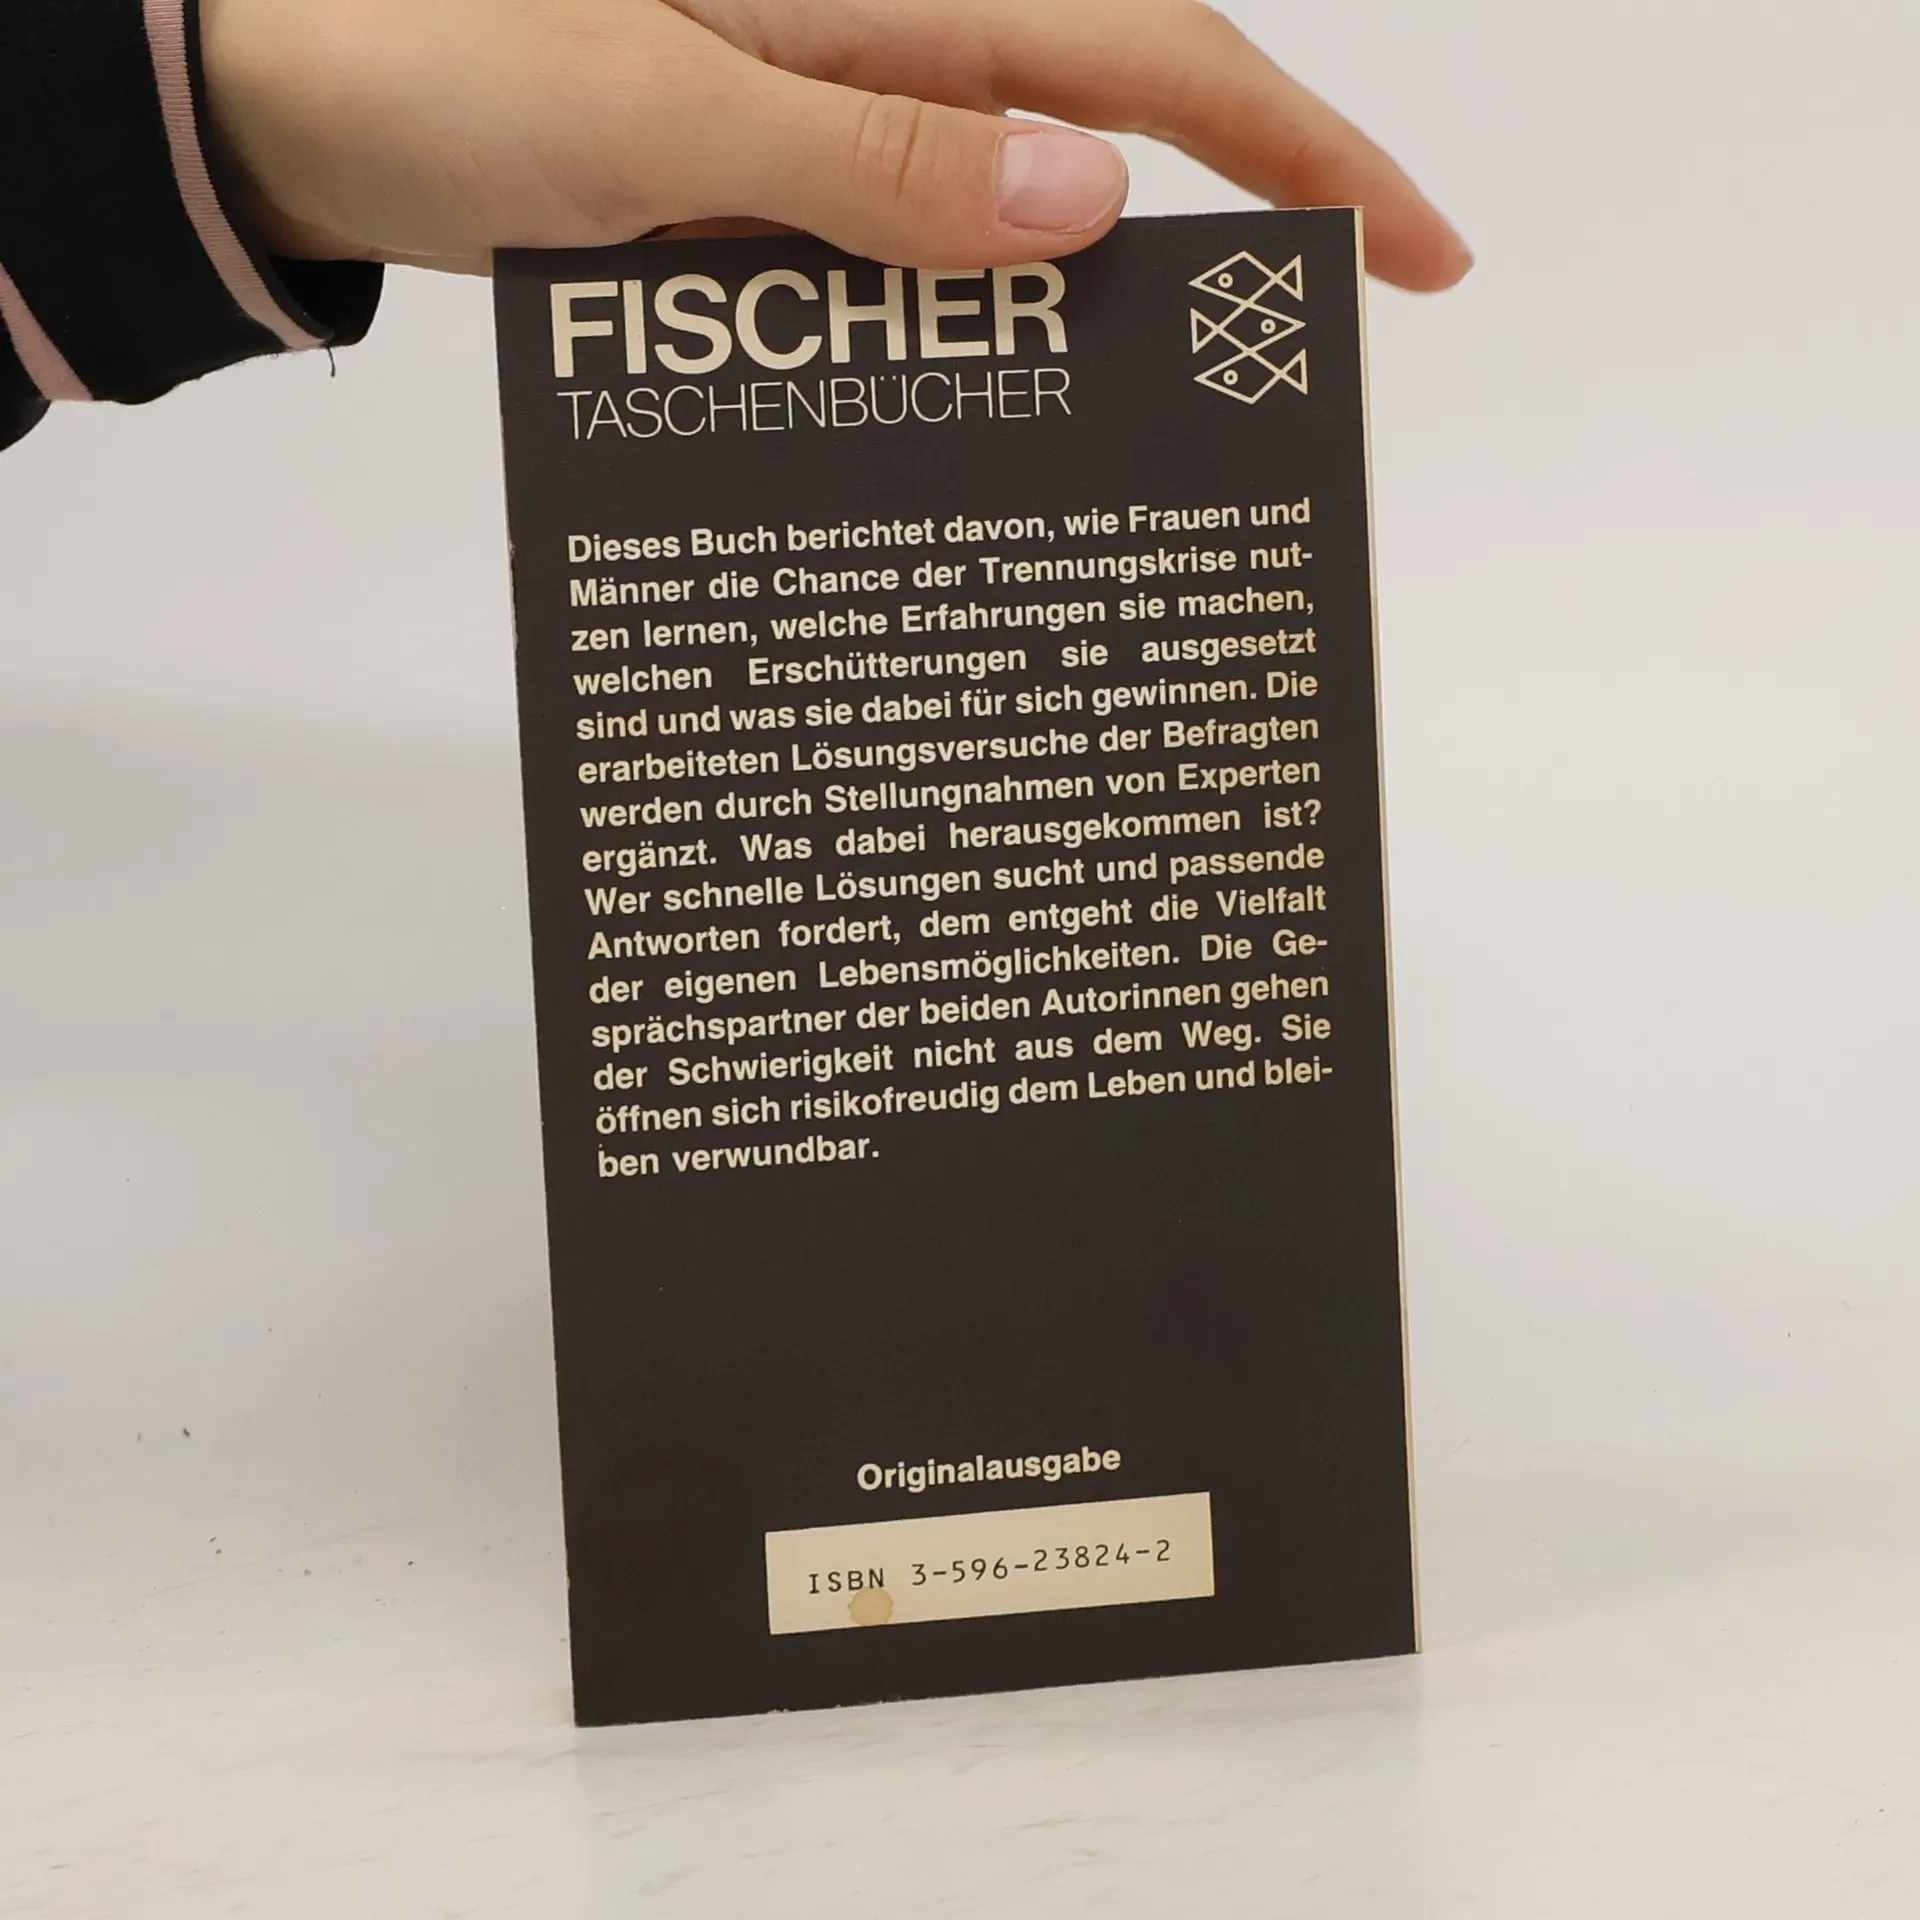 FISCHER
TASCHENBÜCHER
Dieses Buch berichtet davon, wie Frauen und
Männer die Chance der Trennungskrise nut-
zen lernen, welche Erfahrungen sie machen,
welchen Erschütterungen sie ausgesetzt
sind und was sie dabei für sich gewinnen. Die
erarbeiteten Lösungsversuche der Befragten
werden durch Stellungnahmen von Experten
ergänzt. Was dabei herausgekommen ist?
Wer schnelle Lösungen sucht und passende
Antworten fordert, dem entgeht die Vielfalt
der eigenen Lebensmöglichkeiten. Die Ge-
sprächspartner der beiden Autorinnen gehen
der Schwierigkeit nicht aus dem Weg. Sie
öffnen sich risikofreudig dem Leben und blei-
ben verwundbar.
Originalausgabe
ISBN 3-596-23824-2